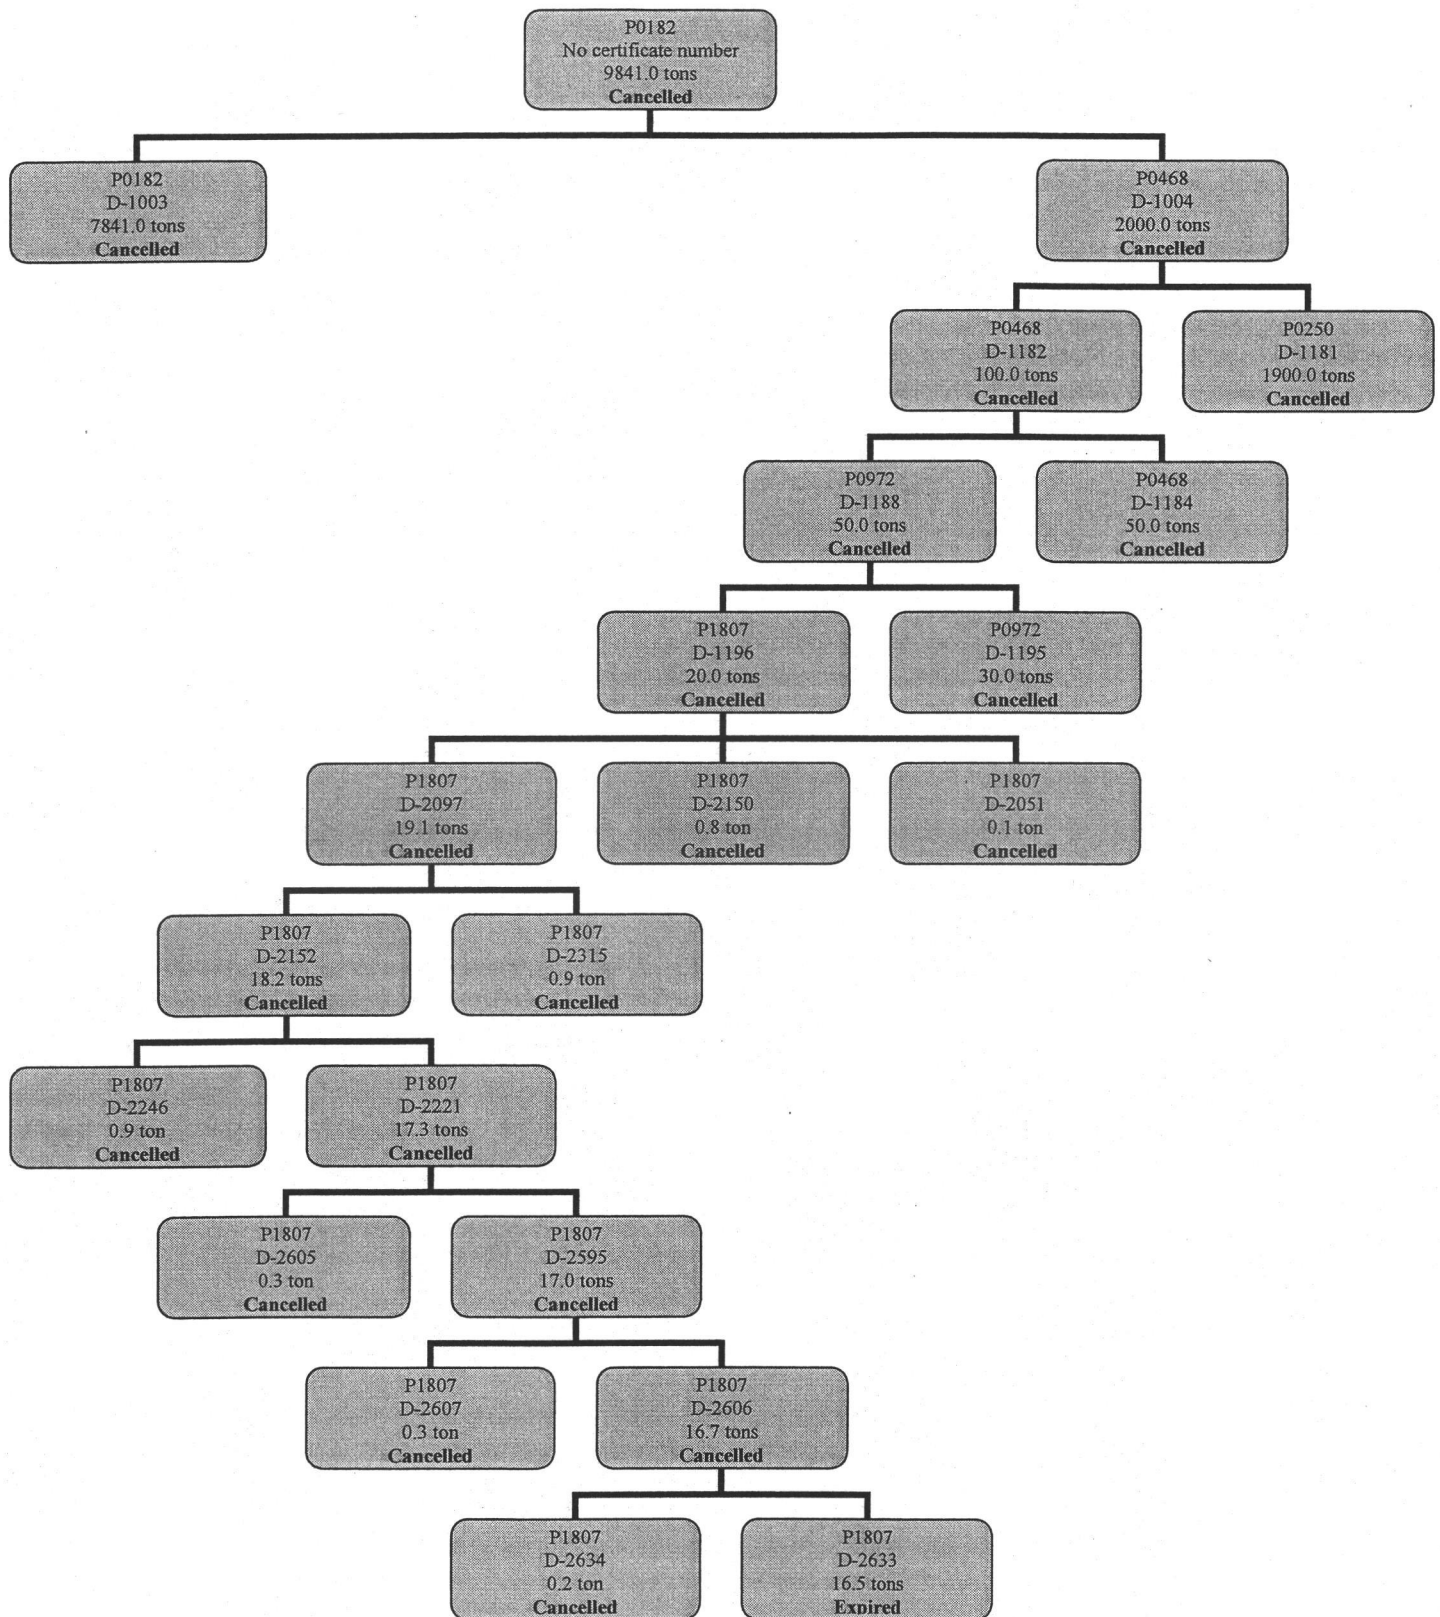 P0182
No certificate number
9841.0 tons
Cancelled
P0182
D-1003
7841.0 tons
Cancelled
P0468
D-1004
2000.0 tons
Cancelled
P0468
D-1182
100.0 tons
Cancelled
P0250
D-1181
1900.0 tons
Cancelled
P0972
D-1188
50.0 tons
Cancelled
P0468
D-1184
50.0 tons
Cancelled
P1807
D-1196
20.0 tons
Cancelled
P0972
D-1195
30.0 tons
Cancelled
P1807
D-2097
19.1 tons
Cancelled
P1807
D-2150
0.8 ton
Cancelled
P1807
D-2051
0.1 ton
Cancelled
P1807
D-2152
18.2 tons
Cancelled
P1807
D-2315
0.9 ton
Cancelled
P1807
D-2246
0.9 ton
Cancelled
P1807
D-2221
17.3 tons
Cancelled
P1807
D-2605
0.3 ton
Cancelled
P1807
D-2595
17.0 tons
Cancelled
P1807
D-2607
0.3 ton
Cancelled
P1807
D-2606
16.7 tons
Cancelled
P1807
D-2634
0.2 ton
Cancelled
P1807
D-2633
16.5 tons
Expired